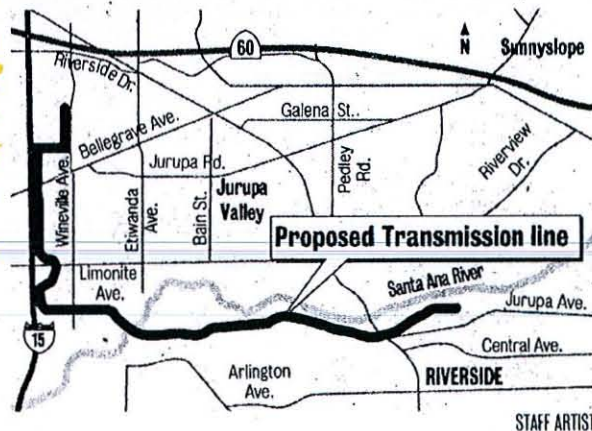 60
N
Sunnyslope
Riverside Dr.
Galena St.
Bellegrave Ave.
Jurupa Rd.
Pedley
Rd.
Riverview
Dr.
Wineville Ave.
Etiwanda
Ave.
Bain St.
Jurupa
Valley
Proposed Transmission line
Limonite
Ave.
Santa Ana River
Jurupa Ave.
15
Central Ave.
Arlington
Ave.
RIVERSIDE
STAFF ARTIST